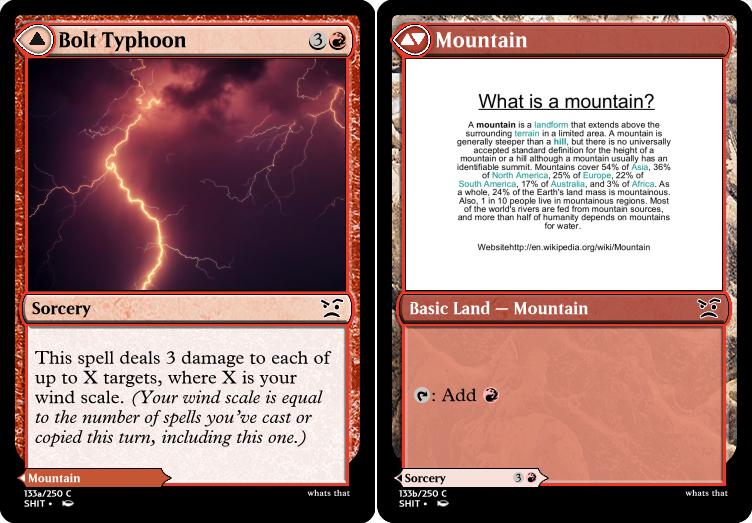 Bolt Typhoon 3
Sorcery
This spell deals 3 damage to each of
up to X targets, where X is your
wind scale. (Your wind scale is equal
to the number of spells you've cast or
copied this turn, including this one.)
Mountain
133a/250 C
SHIT •
whats that
Mountain
What is a mountain?
A mountain is a landform that extends above the
surrounding terrain in a limited area. A mountain is
generally steeper than a hill, but there is no universally
accepted standard definition for the height of a
mountain or a hill although a mountain usually has an
identifiable summit. Mountains cover 54% of Asia, 36%
of North America, 25% of Europe, 22% of
South America, 17% of Australia, and 3% of Africa. As
a whole, 24% of the Earth's land mass is mountainous.
Also, 1 in 10 people live in mountainous regions. Most
of the world's rivers are fed from mountain sources,
and more than half of humanity depends on mountains
for water.
Websitehttp://en.wikipedia.org/wiki/Mountain
Basic Land — Mountain
: Add
Sorcery 3
133b/250 C
SHIT •
whats that